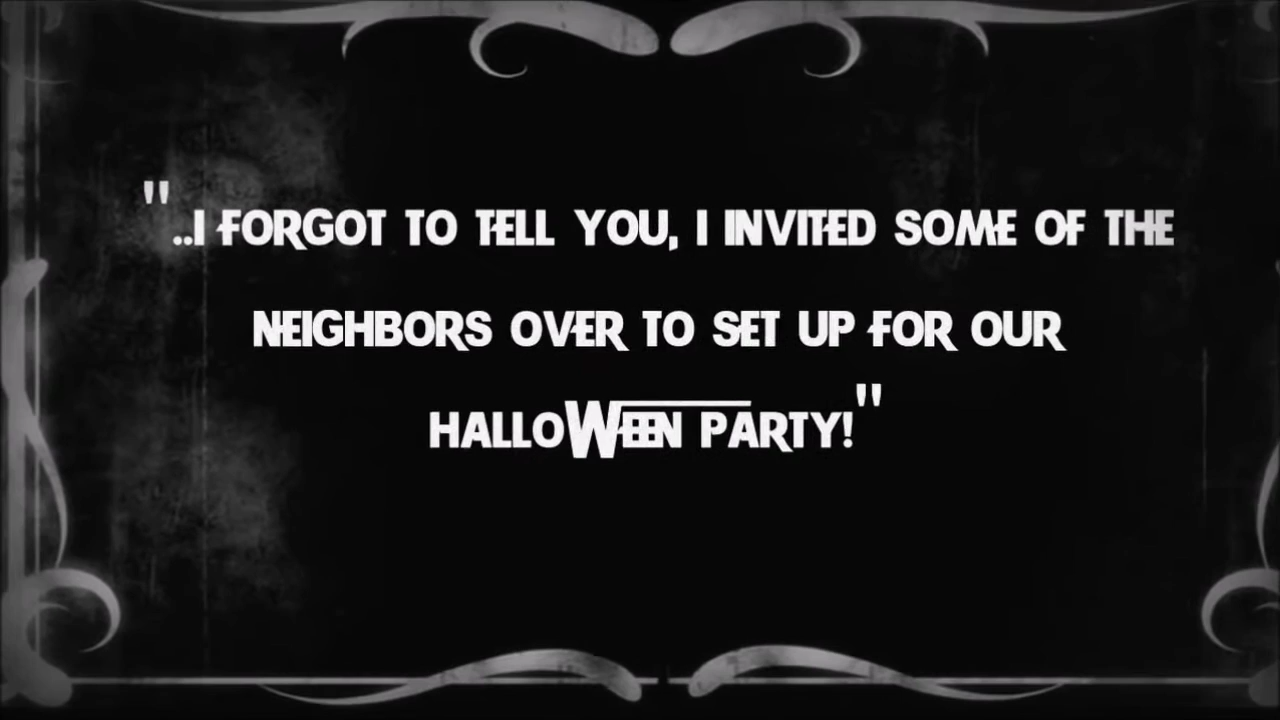 "..I FORGOT TO TELL YOU, I INVITED SOME OF THE
NEIGHBORS OVER TO SET UP FOR OUR
HALLOWEEN PARTY!"